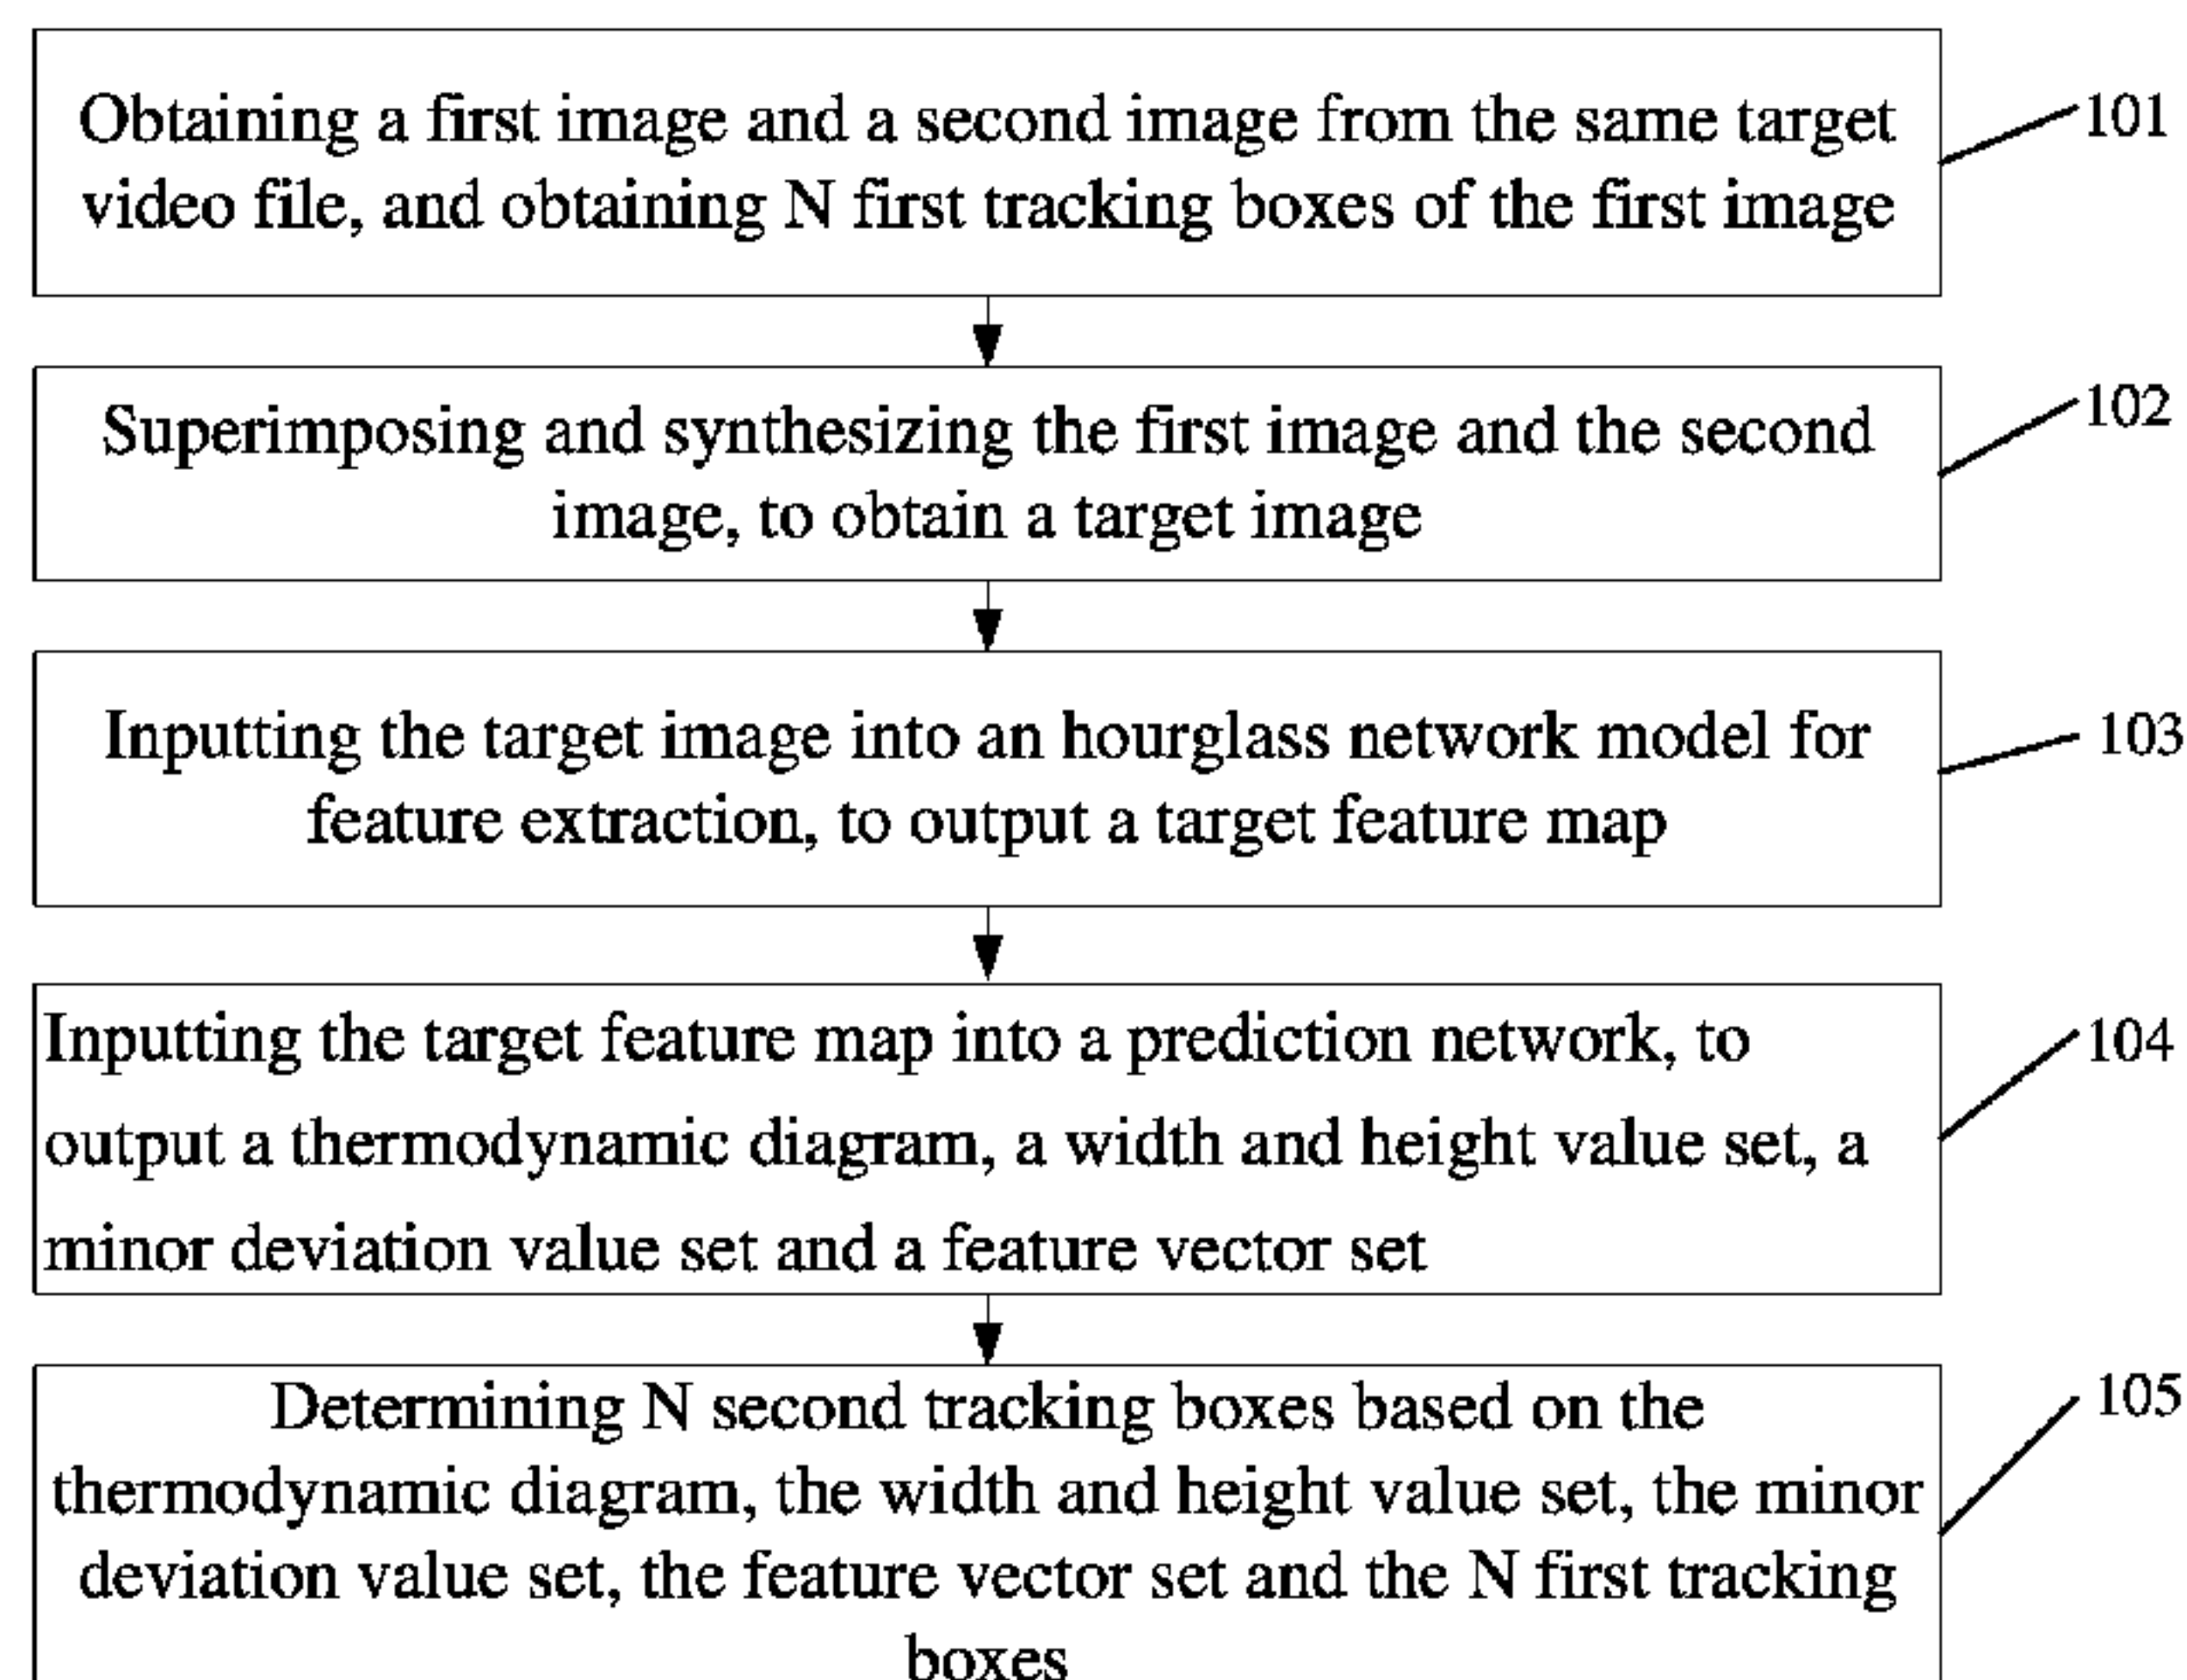 Obtaining a first image and a second image from the same target
video file, and obtaining N first tracking boxes of the first image
101
Superimposing and synthesizing the first image and the second
image, to obtain a target image
102
Inputting the target image into an hourglass network model for
feature extraction, to output a target feature map
103
Inputting the target feature map into a prediction network, to
output a thermodynamic diagram, a width and height value set, a
minor deviation value set and a feature vector set
104
Determining N second tracking boxes based on the
thermodynamic diagram, the width and height value set, the minor
deviation value set, the feature vector set and the N first tracking
boxes
105